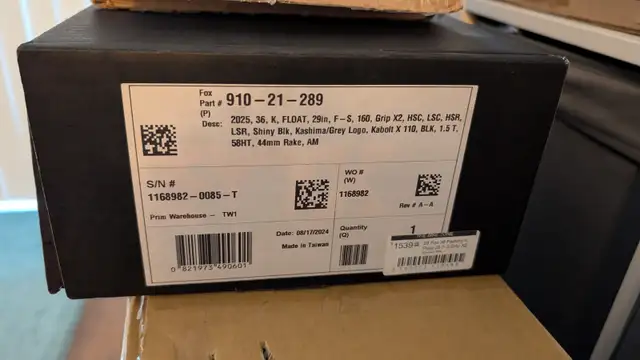 Fox
Part # 910-21-289
(P)
Desc: 2025, 36, K, FLOAT, 29in, F-S, 160, Grip X2, HSC, LSC, HSR,
LSR, Shiny Blk, Kashima/Grey Logo, Kabolt X 110, BLK, 1.5 T,
58HT, 44mm Rake, AM
S/N #
1168982-0085-T
WO #
(W)
1168982
Rev # A-A
Prim Warehouse - TW1
Date: 08/17/2024
Made in Taiwan
Quantity
(Q)
1
0 821973 490601
1539